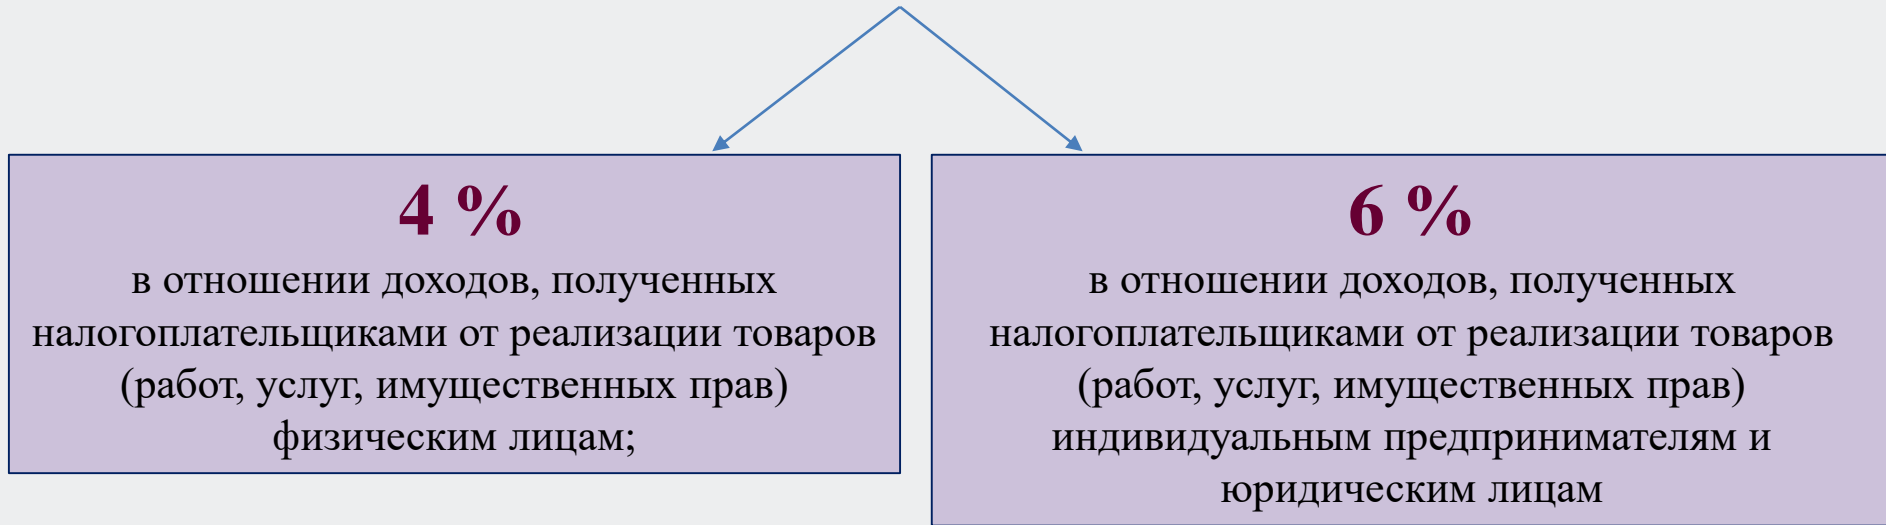 4 %
в отношении доходов, полученных
налогоплательщиками от реализации товаров
(работ, услуг, имущественных прав)
физическим лицам;
6 %
в отношении доходов, полученных
налогоплательщиками от реализации товаров
(работ, услуг, имущественных прав)
индивидуальным предпринимателям и
юридическим лицам